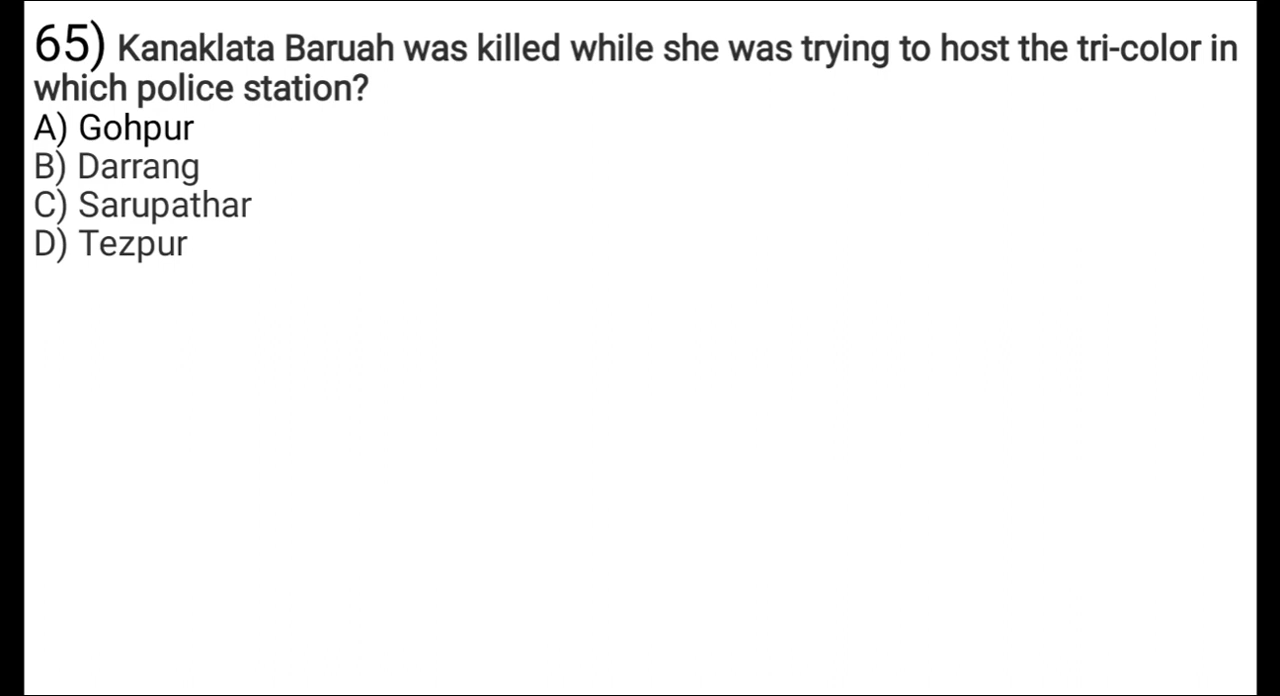 65) Kanaklata Baruah was killed while she was trying to host the tri-color in
which police station?
A) Gohpur
B) Darrang
C) Sarupathar
D) Tezpur